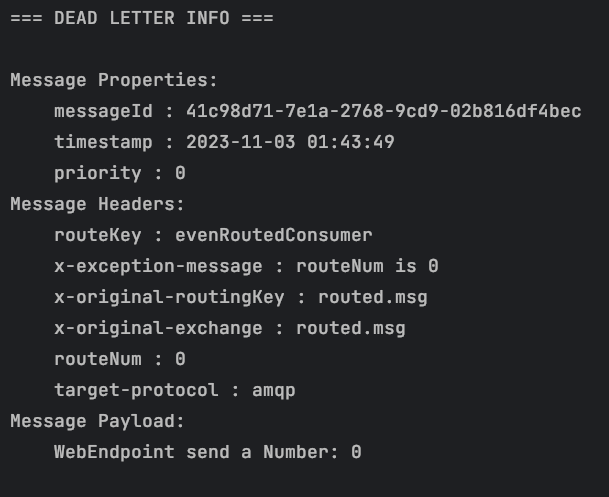 === DEAD LETTER INFO ===
Message Properties:
messageId : 41c98d71-7e1a-2768-9cd9-02b816df4bec
timestamp : 2023-11-03 01:43:49
priority : 0
Message Headers:
routeKey : evenRoutedConsumer
x-exception-message : routeNum is 0
x-original-routingKey : routed.msg
x-original-exchange : routed.msg
routeNum : 0
target-protocol : amqp
Message Payload:
WebEndpoint send a Number: 0